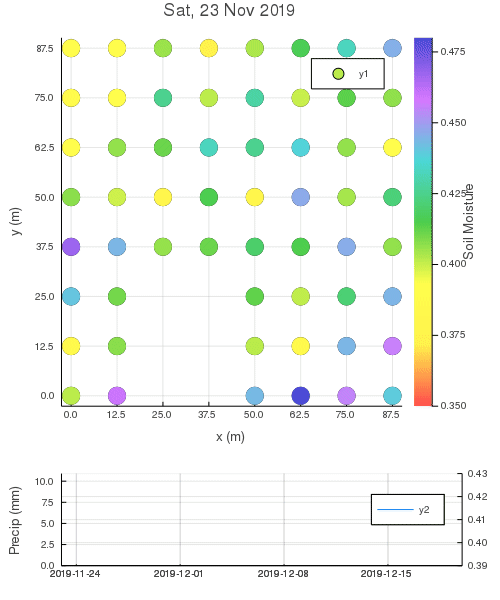 Sat, 23 Nov 2019
87.5
75.0
62.5
50.0
37.5
25.0
12.5
0.0
y (m)
0.0 12.5 25.0 37.5 50.0 62.5 75.0 87.5
x (m)
y1
0.475
0.450
0.425
0.400
0.375
0.350
Soil Moisture
10.0
7.5
5.0
2.5
0.0
Precip (mm)
2019-11-24 2019-12-01 2019-12-08 2019-12-15
y2
0.43
0.42
0.41
0.40
0.39